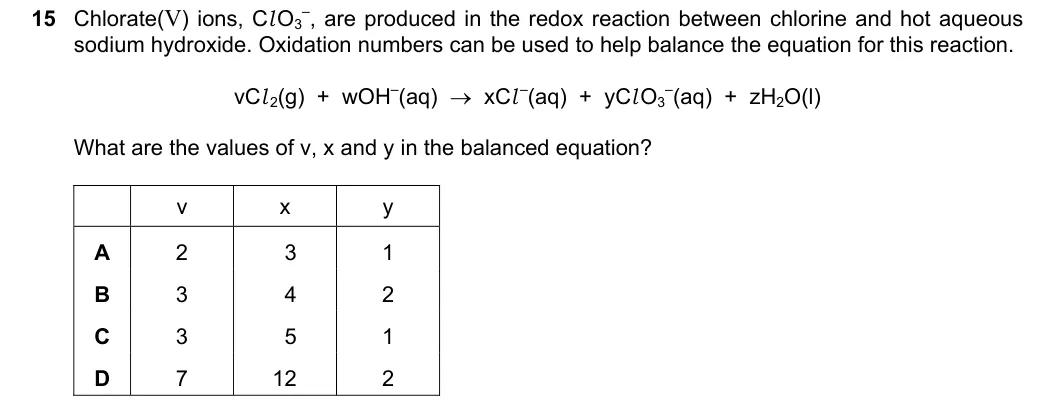 15 Chlorate(V) ions, ClO₃⁻, are produced in the redox reaction between chlorine and hot aqueous
sodium hydroxide. Oxidation numbers can be used to help balance the equation for this reaction.
vCl₂(g) + wOH⁻(aq) → xCl⁻(aq) + yClO₃⁻(aq) + zH₂O(l)
What are the values of v, x and y in the balanced equation?
v x y
A 2 3 1
B 3 4 2
C 3 5 1
D 7 12 2